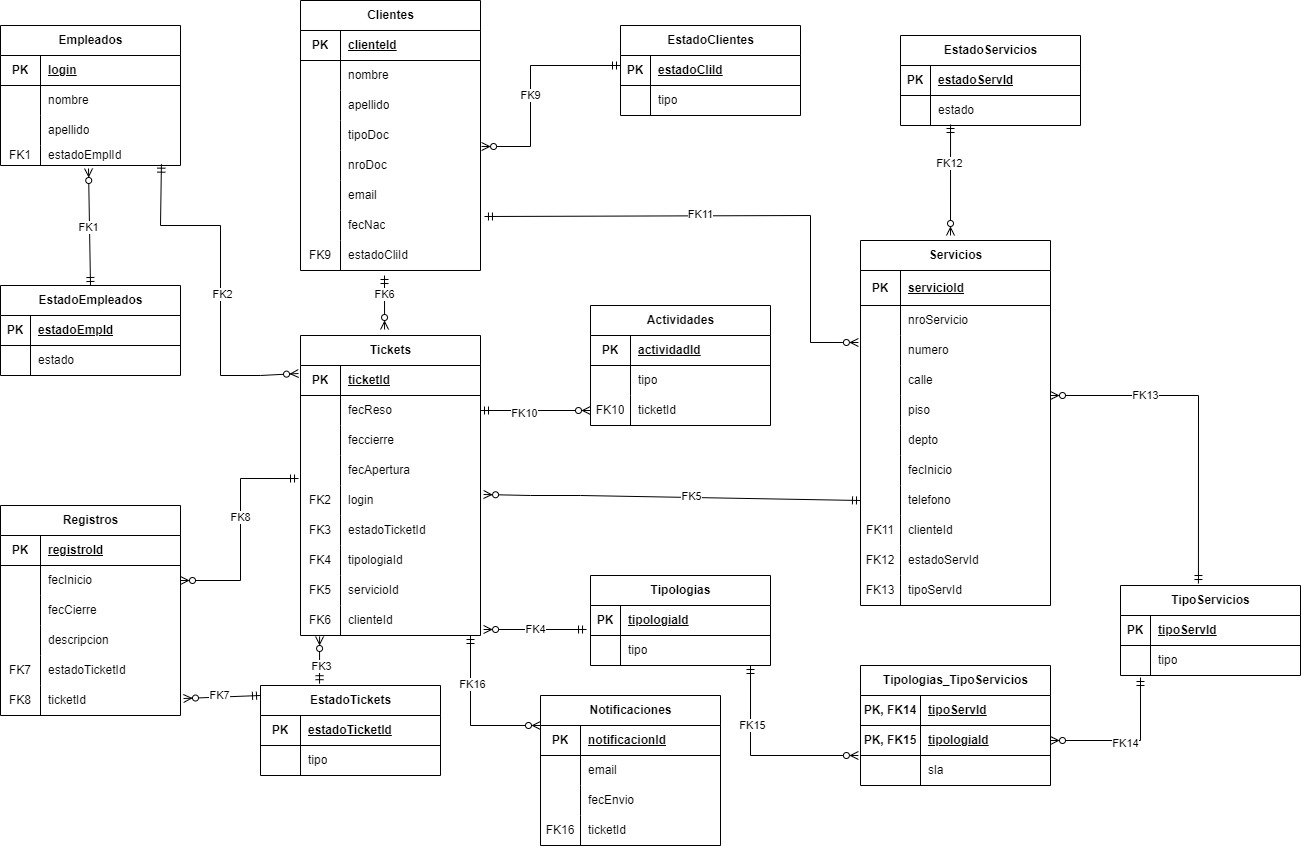 Empleados
PK login
nombre
apellido
FK1 estadoEmplId
FK1
EstadoEmpleados
PK estadoEmpId
estado
FK2
Clientes
PK clienteId
nombre
apellido
tipoDoc
nroDoc
email
fecNac
FK9 estadoCliId
FK9
EstadoClientes
PK estadoCliId
tipo
EstadoServicios
PK estadoServId
estado
FK12
FK11
FK6
Servicios
PK servicioId
nroServicio
numero
calle
piso
depto
fecInicio
telefono
FK11 clienteId
FK12 estadoServId
FK13 tipoServId
FK13
Tickets
PK ticketId
fecReso
feccierre
fecApertura
FK2 login
FK3 estadoTicketId
FK4 tipologiaId
FK5 servicioId
FK6 clienteId
Actividades
PK actividadId
tipo
FK10 ticketId
FK10
FK5
FK8
Registros
PK registroId
fecInicio
fecCierre
descripcion
FK7 estadoTicketId
FK8 ticketId
FK7
FK3
EstadoTickets
PK estadoTicketId
tipo
FK4
Tipologias
PK tipologiaId
tipo
FK16
Notificaciones
PK notificacionId
email
fecEnvio
FK16 ticketId
FK15
TipoServicios
PK tipoServId
tipo
Tipologias_TipoServicios
PK, FK14 tipoServId
PK, FK15 tipologiaId
sla
FK14